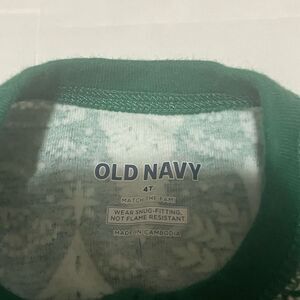 OLD NAVY
4T
MATCH THE FAM!
WEAR SNUG-FITTING,
NOT FLAME RESISTANT.
MADE IN CAMBODIA